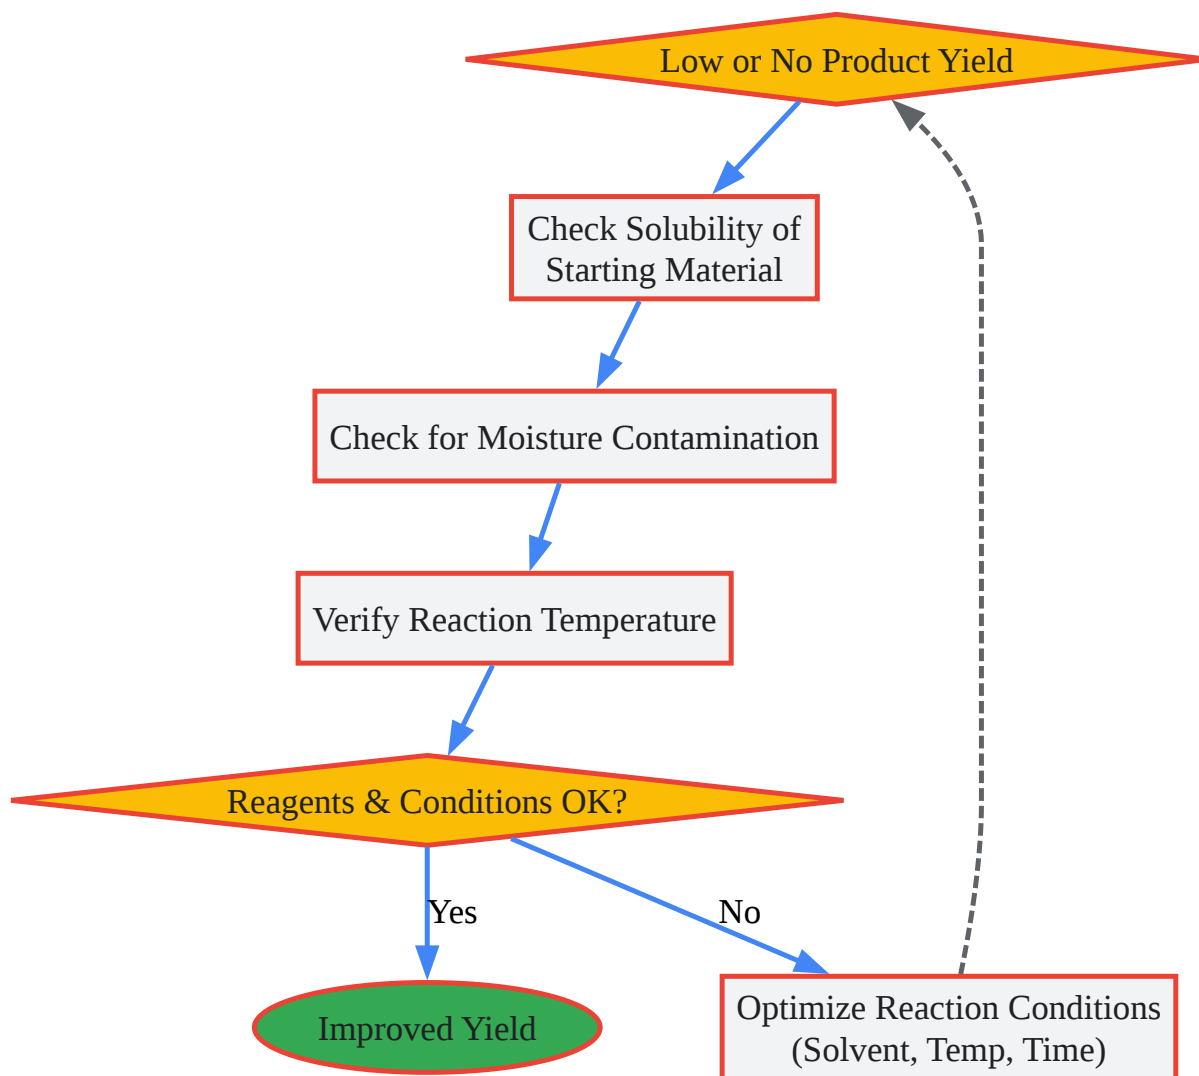 Low or No Product Yield
Check Solubility of
Starting Material
Check for Moisture Contamination
Verify Reaction Temperature
Reagents & Conditions OK?
Yes
No
Improved Yield
Optimize Reaction Conditions
(Solvent, Temp, Time)